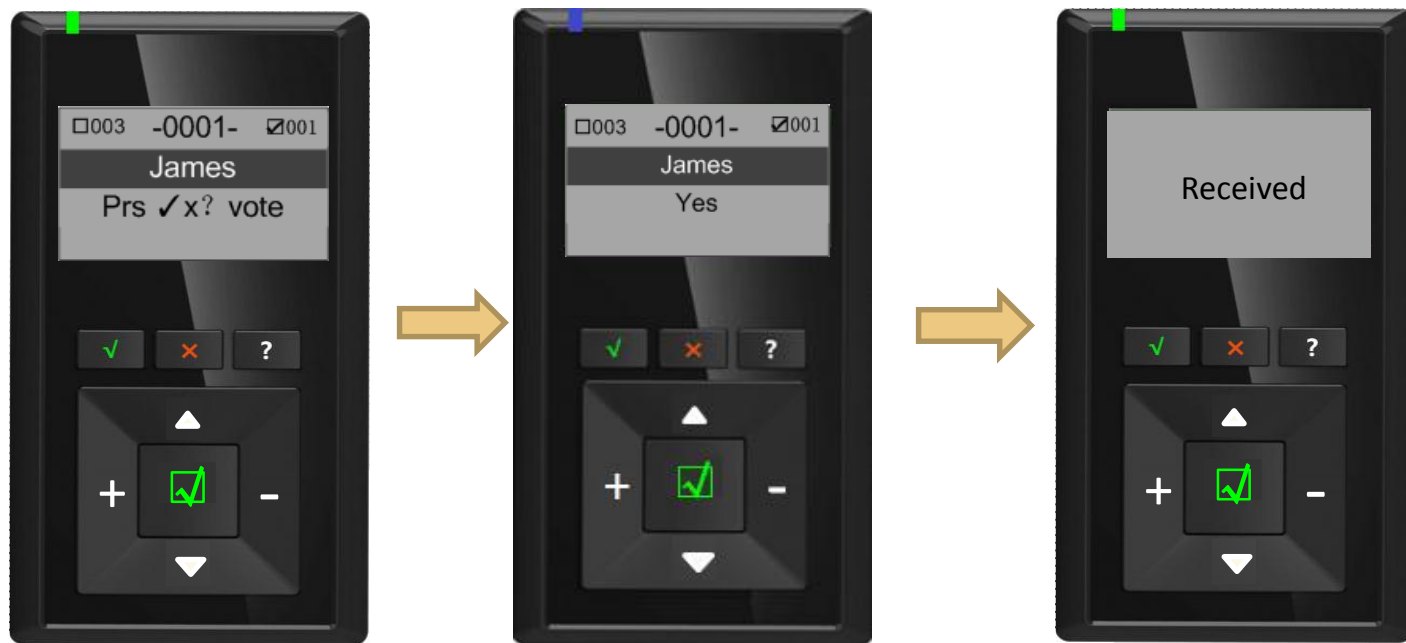 ☐003 -0001- ☑001
James
Prs ✓x? vote
√ × ?
+ ☑ -
☐003 -0001- ☑001
James
Yes
√ × ?
+ ☑ -
Received
√ × ?
+ ☑ -